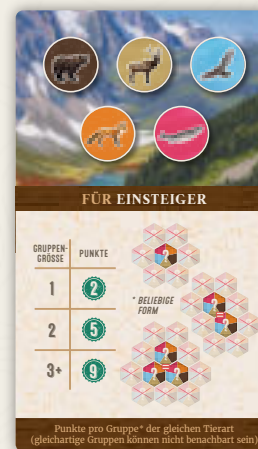 FÜR EINSTEIGER
GRUPPEN-
GRÖSSE
PUNKTE
1
2
2
5
3+
9
* BELIEBIGE
FORM
?
?
?
=
?
?
=
?
?
Punkte pro Gruppe* der gleichen Tierart
(gleichartige Gruppen können nicht benachbart sein)